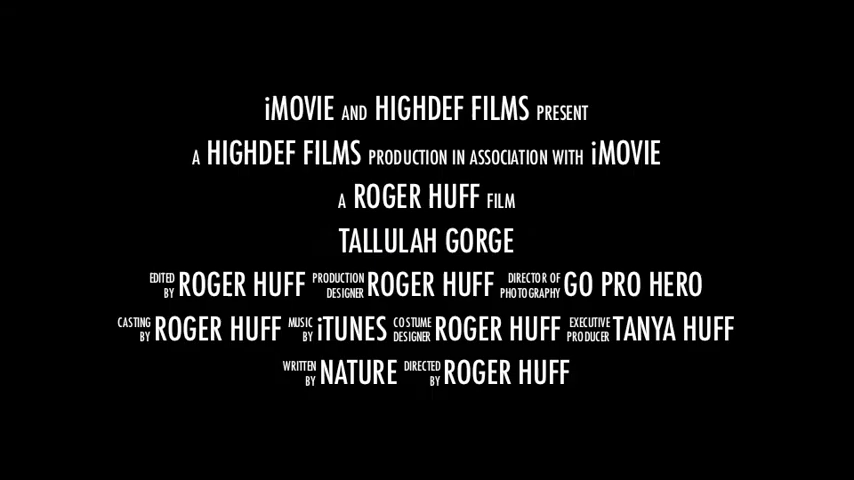 iMOVIE AND HIGHDEF FILMS PRESENT
A HIGHDEF FILMS PRODUCTION IN ASSOCIATION WITH iMOVIE
A ROGER HUFF FILM
TALLULAH GORGE
EDITED BY ROGER HUFF PRODUCTION DESIGNER ROGER HUFF DIRECTOR OF PHOTOGRAPHY GO PRO HERO
CASTING BY ROGER HUFF MUSIC BY iTUNES COSTUME DESIGNER ROGER HUFF EXECUTIVE PRODUCER TANYA HUFF
WRITTEN BY NATURE DIRECTED BY ROGER HUFF